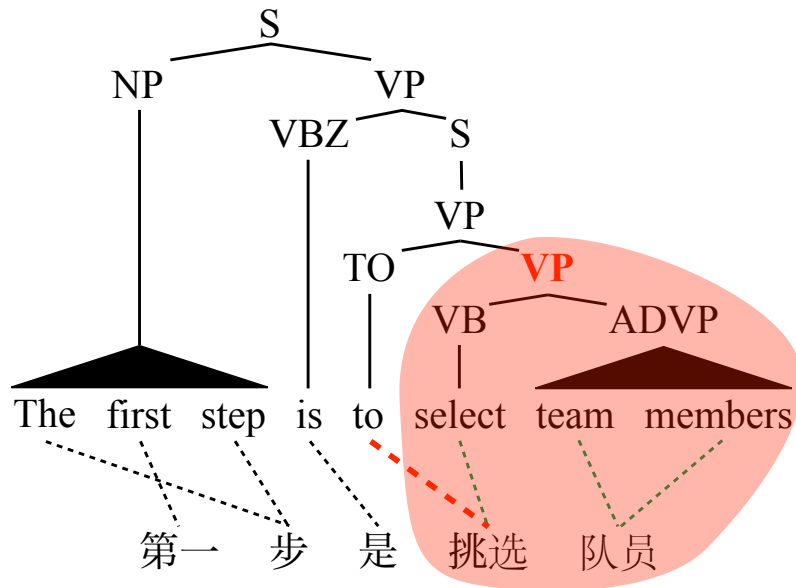 S
NP VP
VBZ S
VP
TO VP
VB ADVP
The first step is to select team members
第一 步 是 挑选 队员